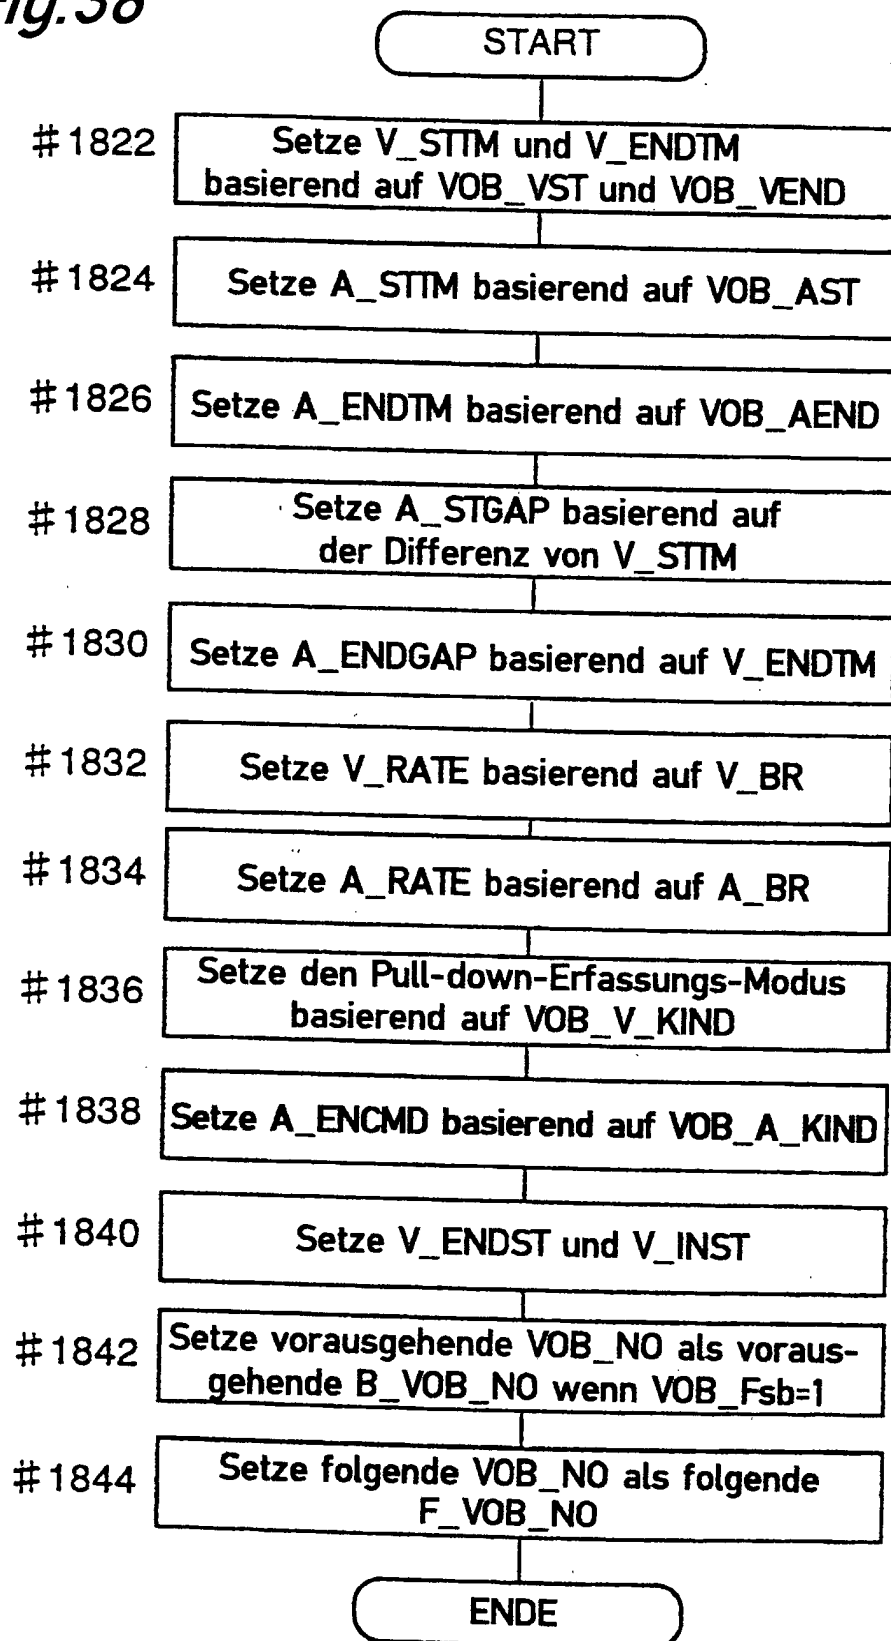 Fig.38
START
#1822
Setze V_STTM und V_ENDTM
basierend auf VOB_VST und VOB_VEND
#1824
Setze A_STTM basierend auf VOB_AST
#1826
Setze A_ENDTM basierend auf VOB_AEND
#1828
Setze A_STGAP basierend auf
der Differenz von V_STTM
#1830
Setze A_ENDGAP basierend auf V_ENDTM
#1832
Setze V_RATE basierend auf V_BR
#1834
Setze A_RATE basierend auf A_BR
#1836
Setze den Pull-down-Erfassungs-Modus
basierend auf VOB_V_KIND
#1838
Setze A_ENCMD basierend auf VOB_A_KIND
#1840
Setze V_ENDST und V_INST
#1842
Setze vorausgehende VOB_NO als voraus-
gehende B_VOB_NO wenn VOB_Fsb=1
#1844
Setze folgende VOB_NO als folgende
F_VOB_NO
ENDE